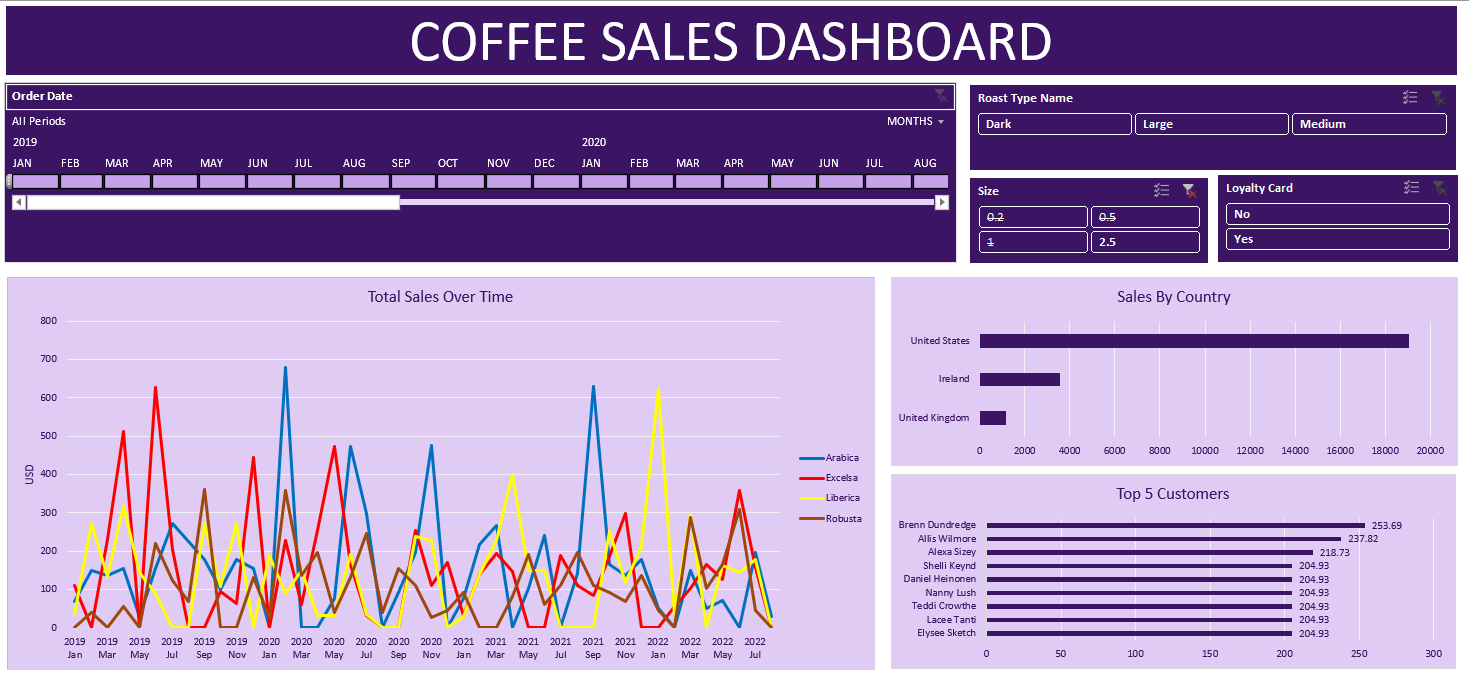 COFFEE SALES DASHBOARD
Order Date
All Periods
MONTHS
2019 2020
JAN FEB MAR APR MAY JUN JUL AUG SEP OCT NOV DEC JAN FEB MAR APR MAY JUN JUL AUG
Roast Type Name
Dark Large Medium
Size
0.2 0.5
1 2.5
Loyalty Card
No
Yes
Total Sales Over Time
800
700
600
500
400
300
200
100
0
USD
2019 2019 2019 2019 2019 2019 2020 2020 2020 2020 2020 2020 2021 2021 2021 2021 2021 2021 2022 2022 2022 2022
Jan Mar May Jul Sep Nov Jan Mar May Jul Sep Nov Jan Mar May Jul Sep Nov Jan Mar May Jul
Arabica
Excelsa
Liberica
Robusta
Sales By Country
United States
Ireland
United Kingdom
0 2000 4000 6000 8000 10000 12000 14000 16000 18000 20000
Top 5 Customers
Brenn Dundredge 253.69
Allis Wilmore 237.82
Alexa Sizey 218.73
Shelli Keynd 204.93
Daniel Heinonen 204.93
Nanny Lush 204.93
Teddi Crowthe 204.93
Lacee Tanti 204.93
Elysee Sketch 204.93
0 50 100 150 200 250 300